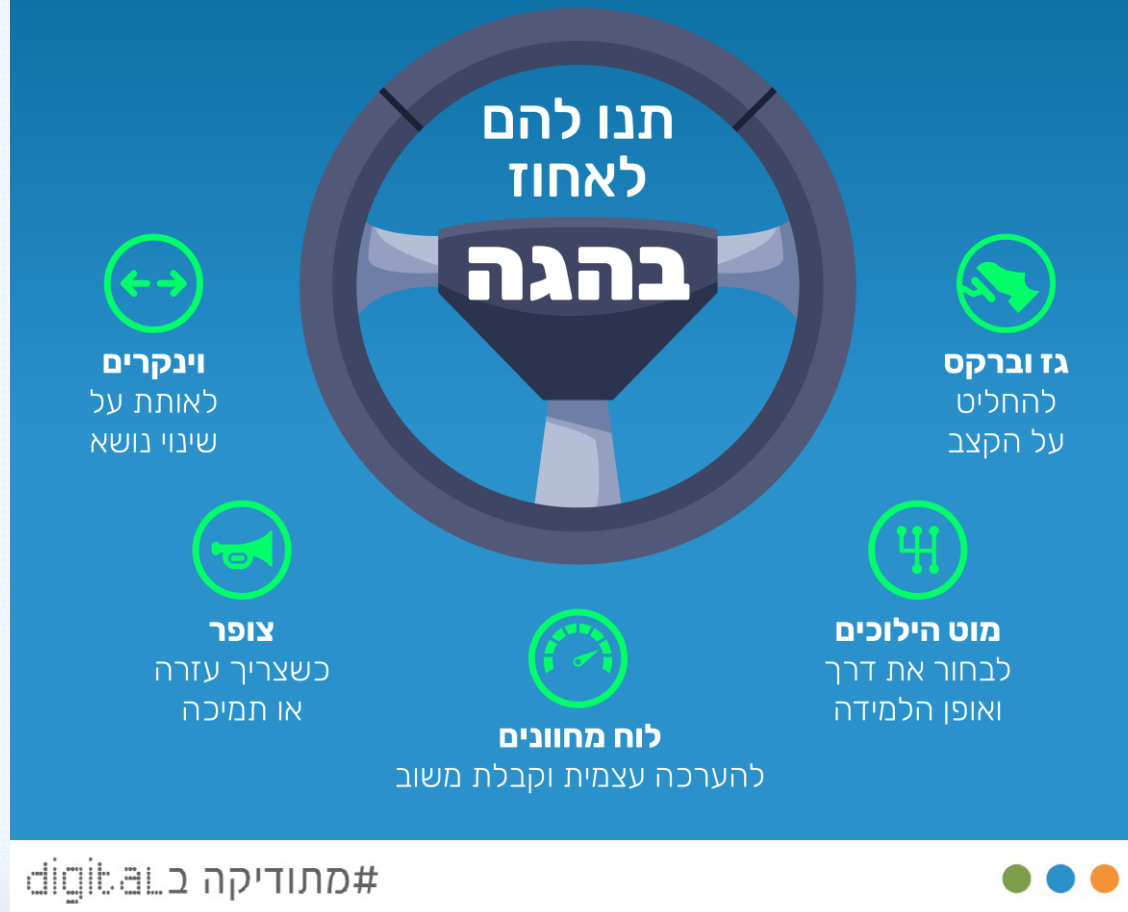 תנו להם
לאחוז
בהגה
גז וברקס
להחליט
על הקצב
מוט הילוכים
לבחור את דרך
ואופן הלמידה
לוח מחוונים
להערכה עצמית וקבלת משוב
צופר
כשצריך עזרה
או תמיכה
וינקרים
לאותת על
שינוי נושא
#מתודיקה בdigital